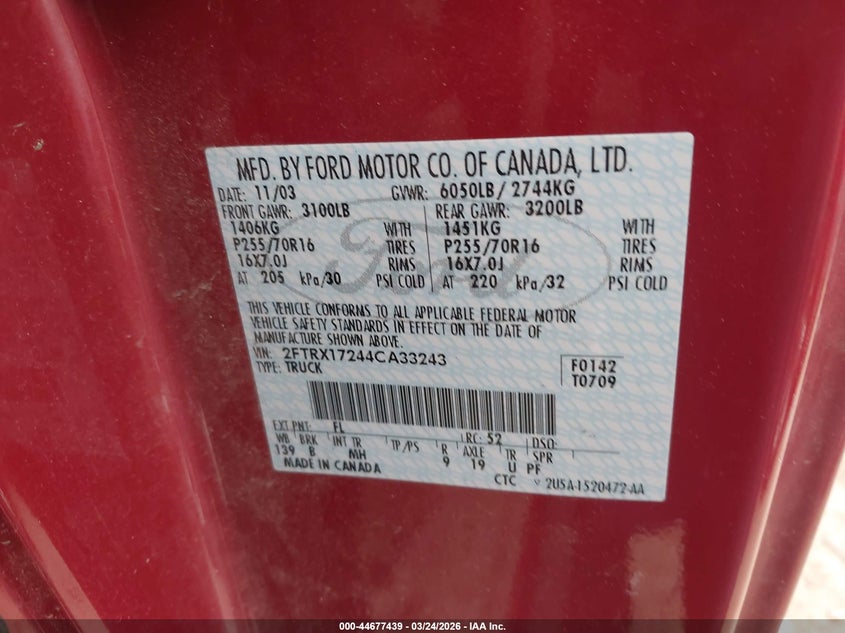 MFD. BY FORD MOTOR CO. OF CANADA, LTD.
DATE: 11/03 GVWR: 6050LB/ 2744KG
FRONT GAWR: 3100LB REAR GAWR: 3200LB
1406KG WITH 1451KG WITH
P255/70R16 TIRES P255/70R16 TIRES
16X7.0J RIMS 16X7.0J RIMS
AT 205 kPa/30 PSI COLD AT 220 kPa/32 PSI COLD
Ford
THIS VEHICLE CONFORMS TO ALL APPLICABLE FEDERAL MOTOR
VEHICLE SAFETY STANDARDS IN EFFECT ON THE DATE OF
MANUFACTURE SHOWN ABOVE.
VIN: 2FTRX17244CA33243
TYPE: TRUCK
F0142
T0709
EXT PNT: FL RC: 52 DSO:
WB BRK INT TR TP/PS R AXLE TR SPR
139 B MH 9 19 U PF
MADE IN CANADA
CTC 2U5A-1520472-AA
000-44677439 - 03/24/2026 - IAA Inc.